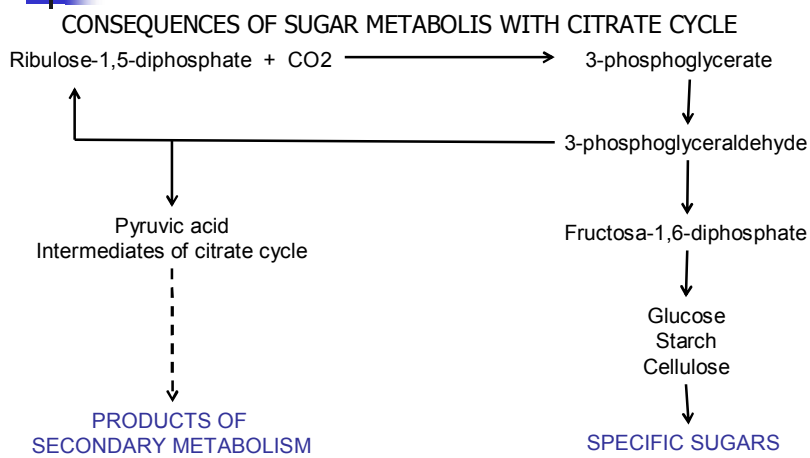 CONSEQUENCES OF SUGAR METABOLIS WITH CITRATE CYCLE
Ribulose-1,5-diphosphate + CO2
3-phosphoglycerate
3-phosphoglyceraldehyde
Pyruvic acid
Intermediates of citrate cycle
Fructosa-1,6-diphosphate
Glucose
Starch
Cellulose
PRODUCTS OF
SECONDARY METABOLISM
SPECIFIC SUGARS